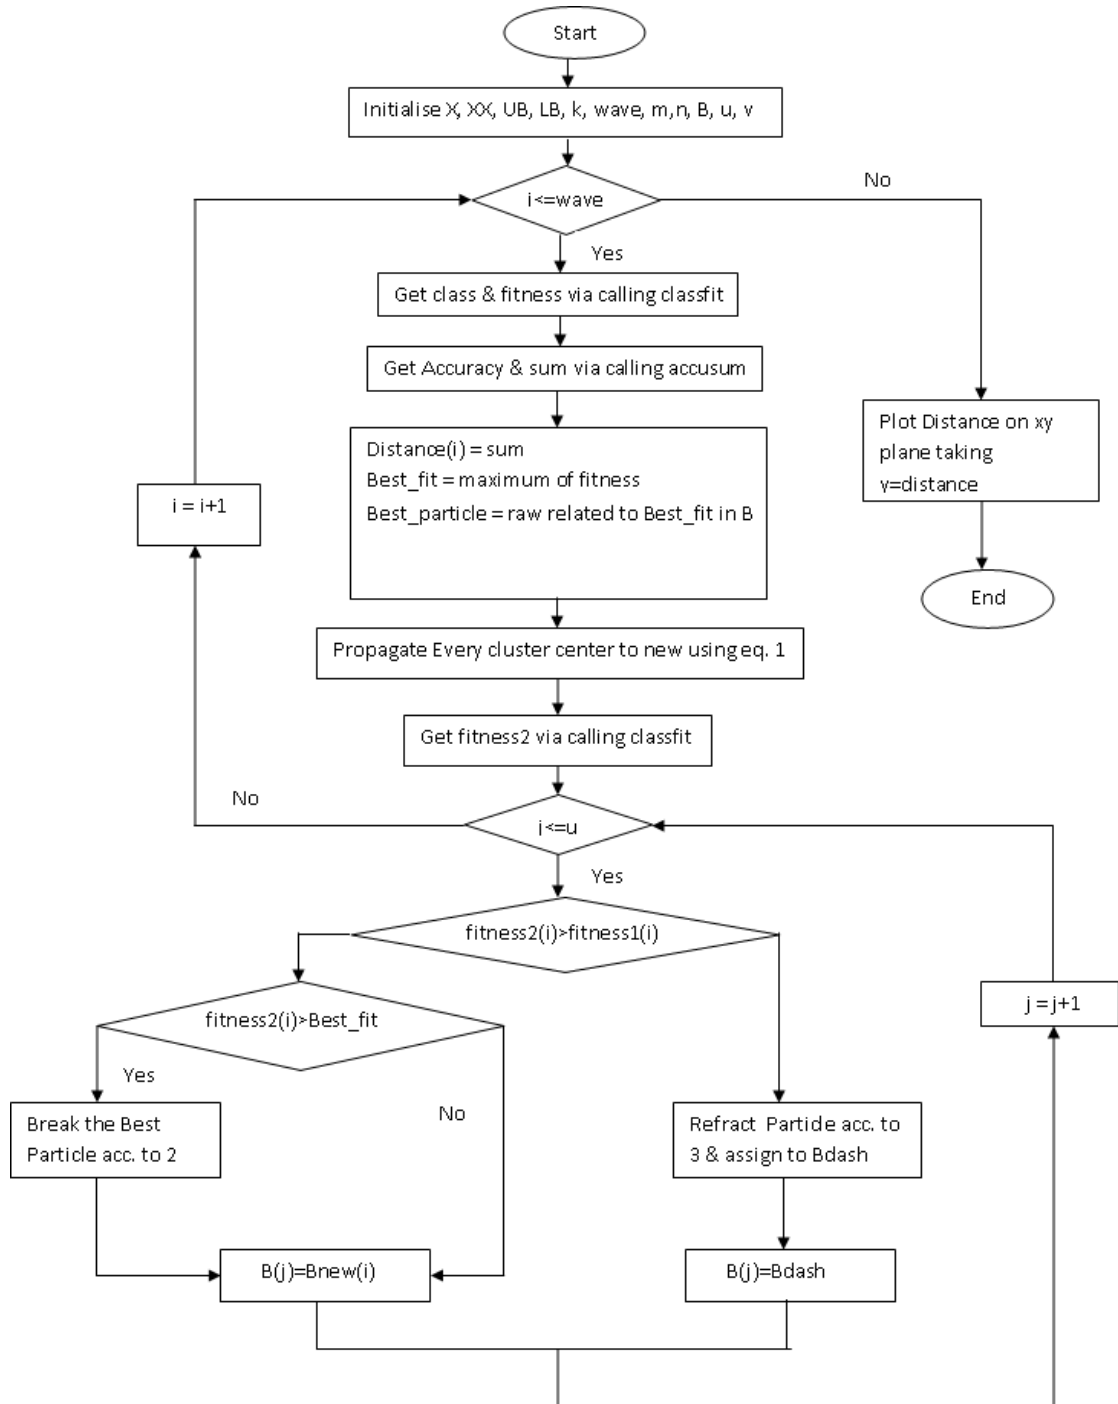 Start
Initialise X, XX, UB, LB, k, wave, m,n, B, u, v
i<=wave
No
Yes
Get class & fitness via calling classfit
Get Accuracy & sum via calling accusum
Distance(i) = sum
Best_fit = maximum of fitness
Best_particle = raw related to Best_fit in B
Plot Distance on xy
plane taking
y=distance
i = i+1
End
Propagate Every cluster center to new using eq. 1
Get fitness2 via calling classfit
No
j<=u
Yes
fitness2(i)>fitness1(i)
fitness2(i)>Best_fit
j = j+1
Yes
No
Break the Best
Particle acc. to 2
Refract Particle acc. to
3 & assign to Bdash
B(j)=Bnew(i)
B(j)=Bdash